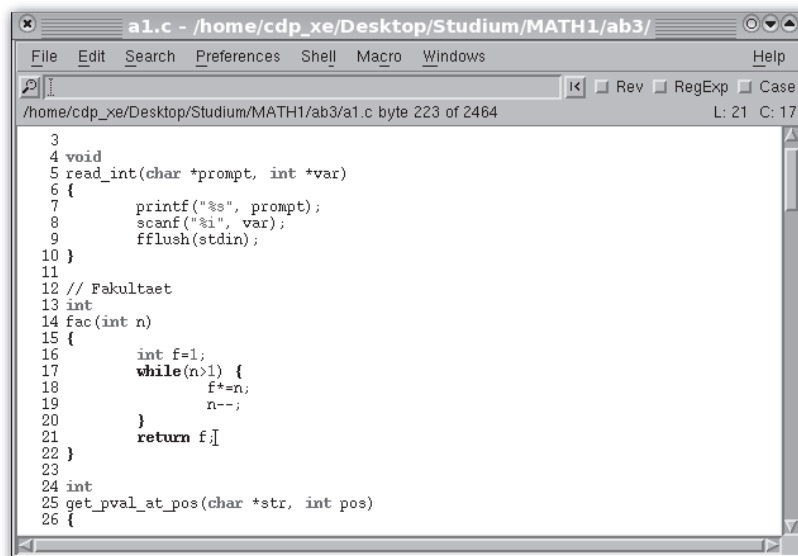 a1.c - /home/cdp_xe/Desktop/Studium/MATH1/ab3/
File Edit Search Preferences Shell Macro Windows Help
Rev RegExp Case
/home/cdp_xe/Desktop/Studium/MATH1/ab3/a1.c byte 223 of 2464 L: 21 C: 17
3
4 void
5 read_int(char *prompt, int *var)
6 {
7 printf("%s", prompt);
8 scanf("%i", var);
9 fflush(stdin);
10 }
11
12 // Fakultaet
13 int
14 fac(int n)
15 {
16 int f=1;
17 while(n>1) {
18 f*=n;
19 n--;
20 }
21 return f;
22 }
23
24 int
25 get_pval_at_pos(char *str, int pos)
26 {